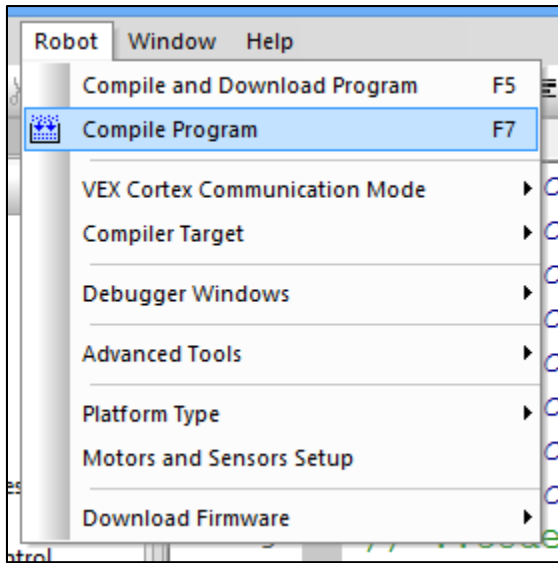 Robot Window Help
Compile and Download Program F5
Compile Program F7
VEX Cortex Communication Mode
Compiler Target
Debugger Windows
Advanced Tools
Platform Type
Motors and Sensors Setup
Download Firmware